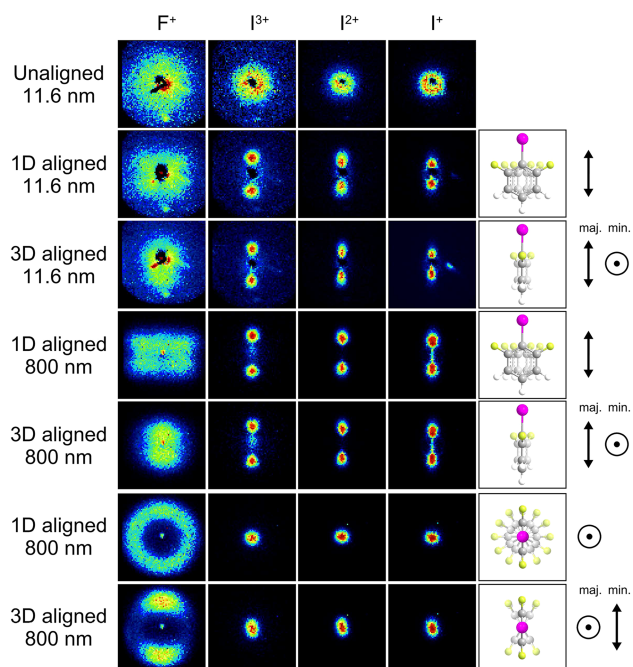 F⁺ I³⁺ I²⁺ I⁺
Unaligned
11.6 nm
1D aligned
11.6 nm
3D aligned
11.6 nm
maj. min.
1D aligned
800 nm
3D aligned
800 nm
maj. min.
1D aligned
800 nm
3D aligned
800 nm
maj. min.